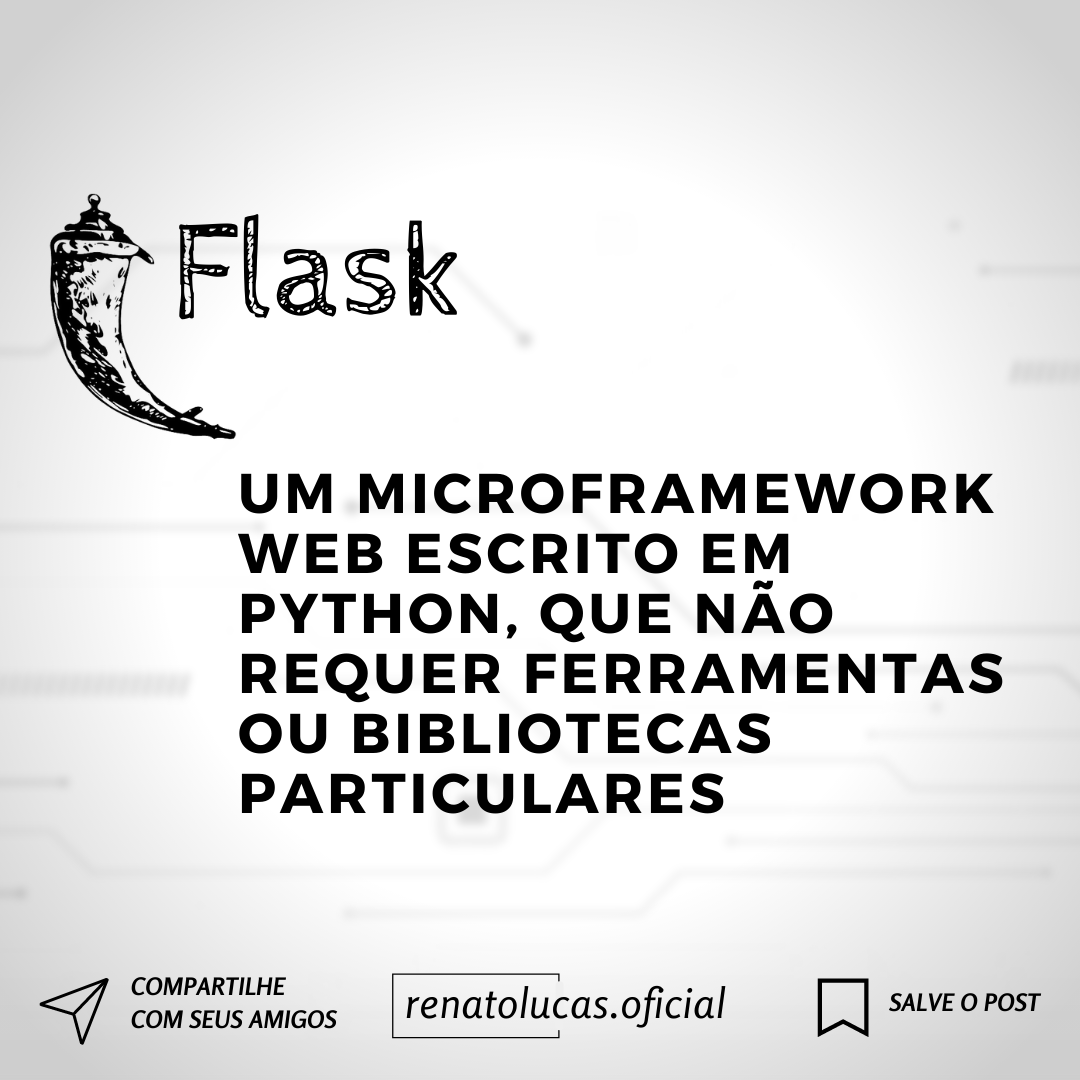 Flask
UM MICROFRAMEWORK
WEB ESCRITO EM
PYTHON, QUE NÃO
REQUER FERRAMENTAS
OU BIBLIOTECAS
PARTICULARES
COMPARTILHE
COM SEUS AMIGOS
renatolucas.oficial
SALVE O POST